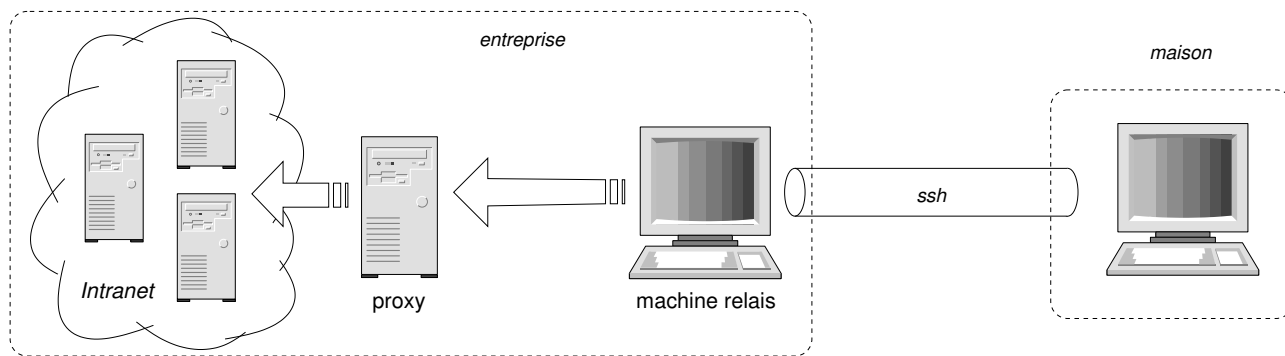 entreprise
maison
ssh
Intranet
proxy
machine relais